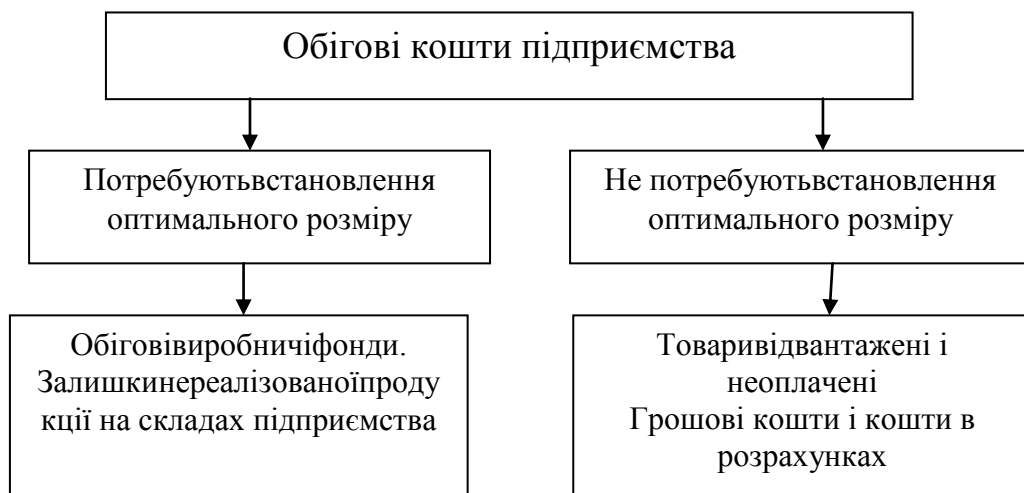 Обігові кошти підприємства
Потребуютьвстановлення
оптимального розміру
Не потребуютьвстановлення
оптимального розміру
Обіговівиробничіфонди.
Залишкинереалізованоїпроду
кції на складах підприємства
Товаривідвантажені і
неоплачені
Грошові кошти і кошти в
розрахунках